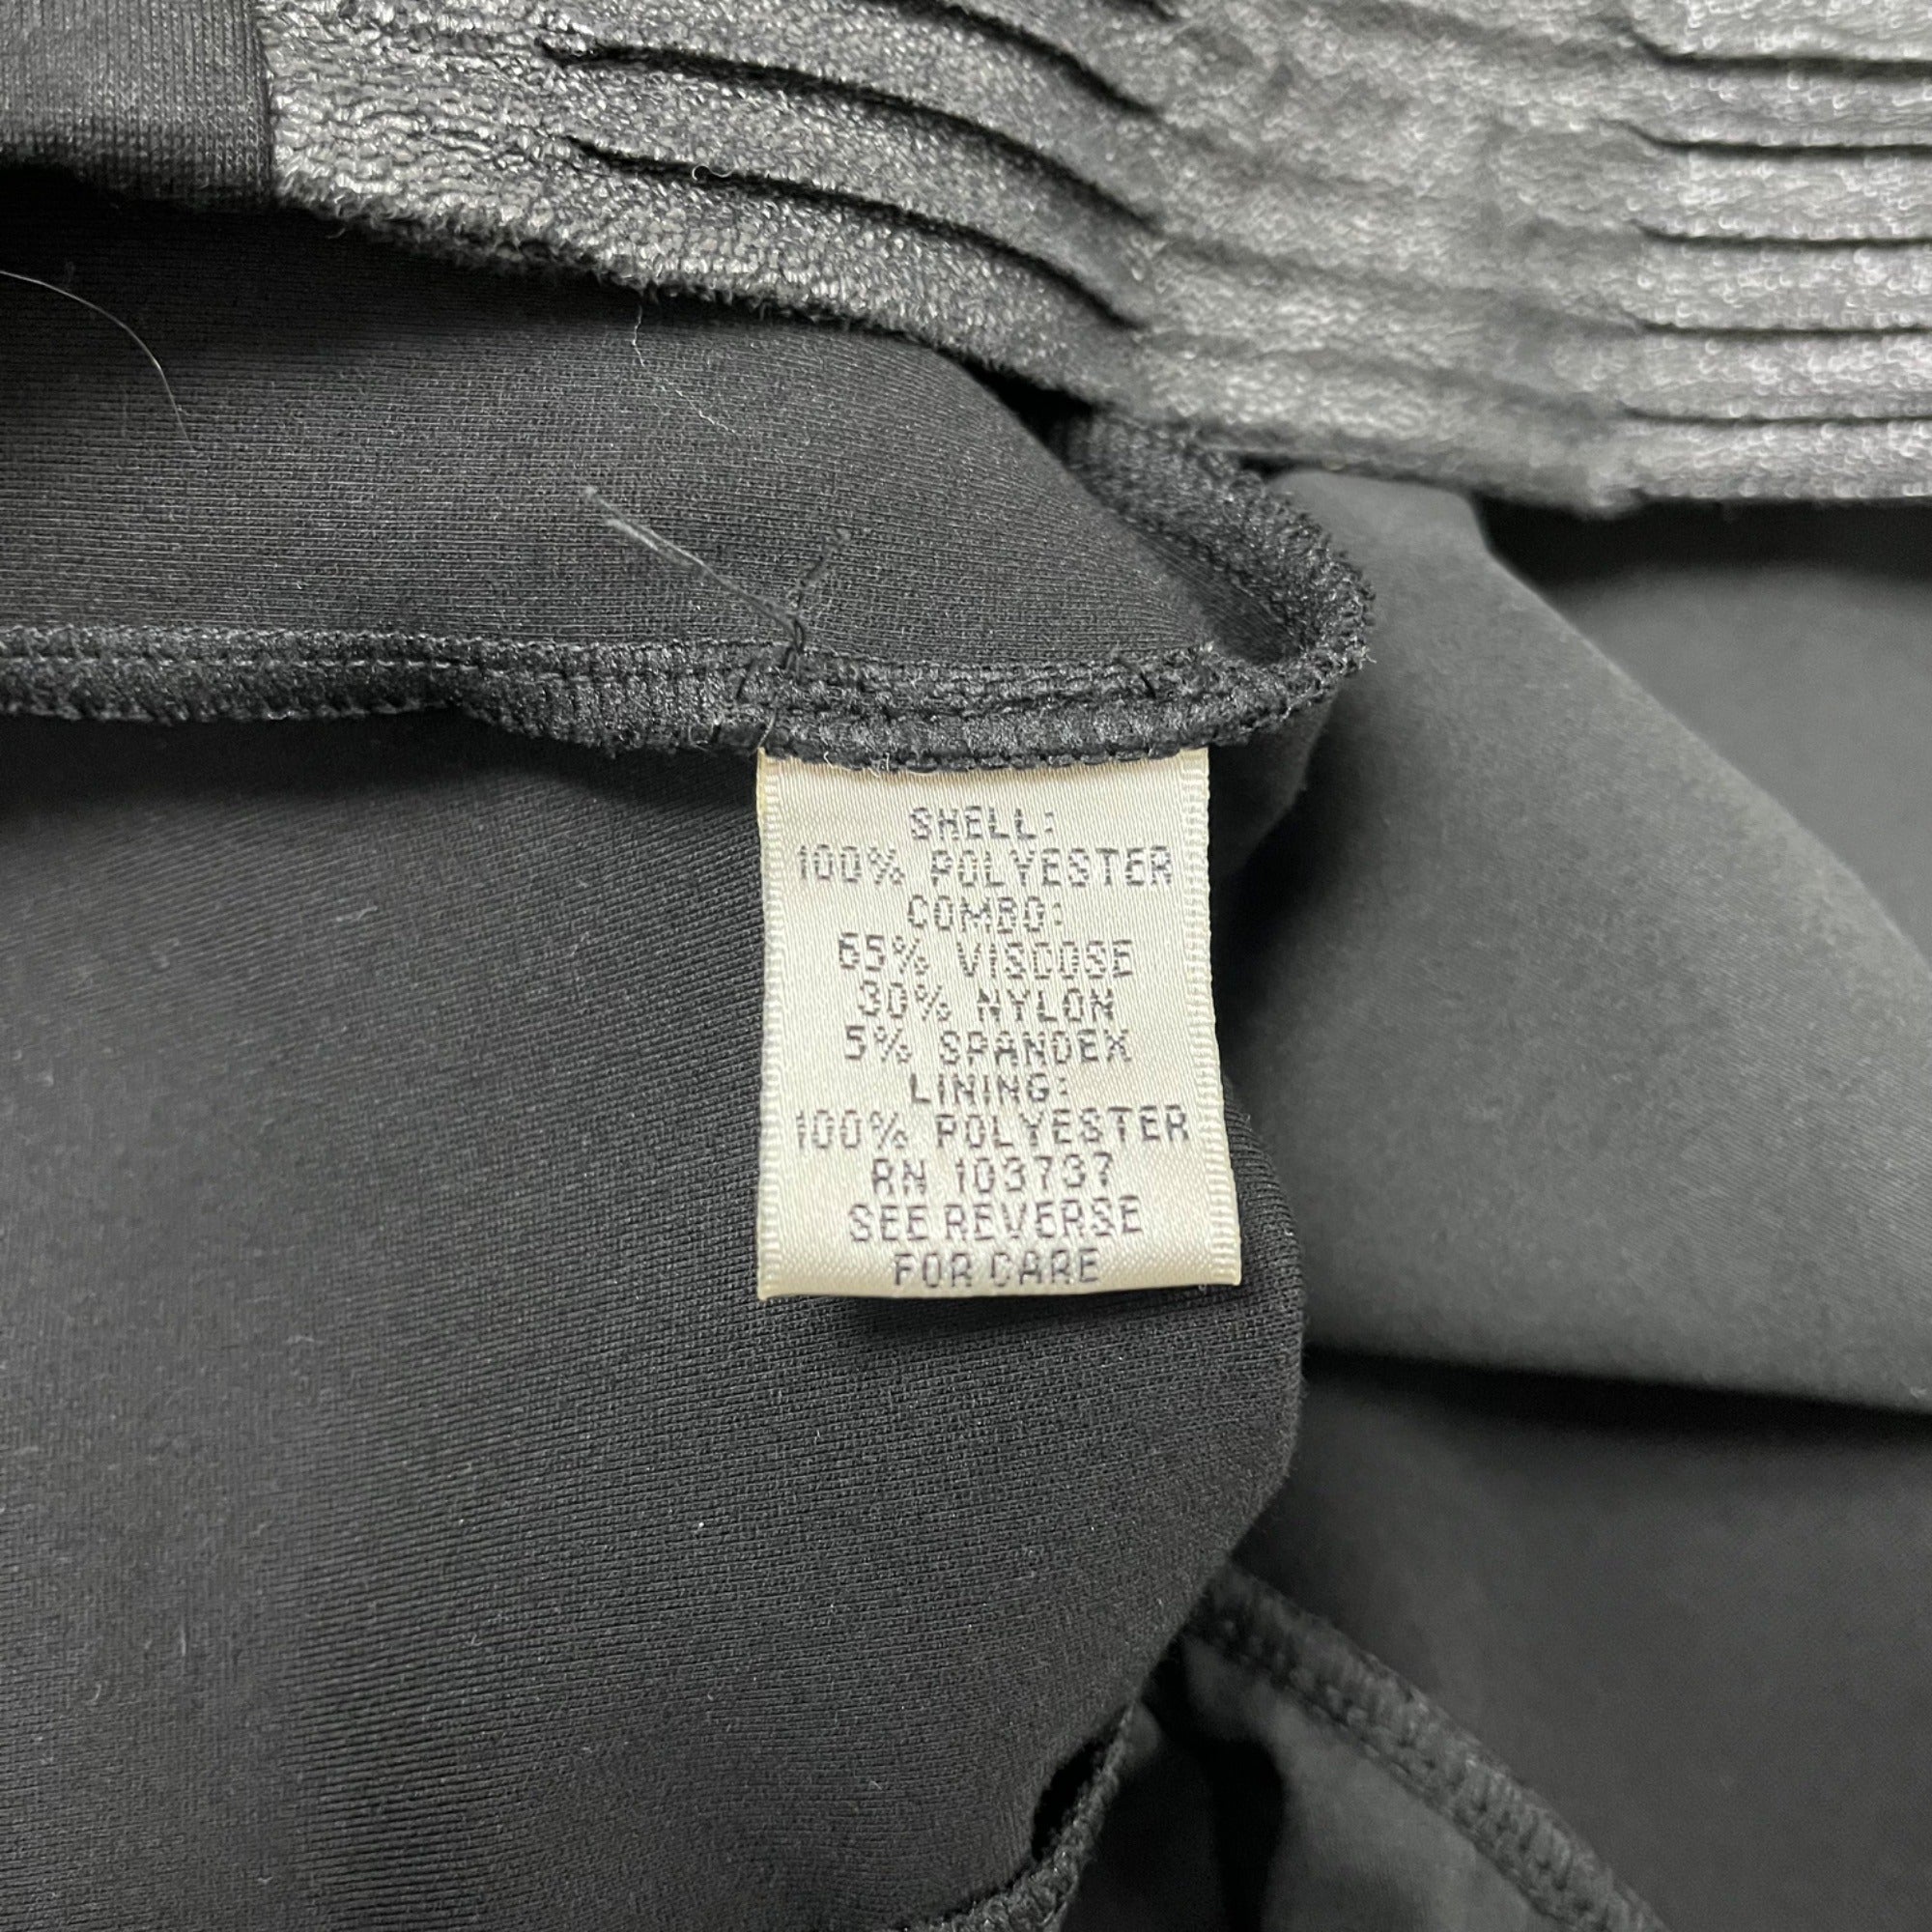 SHELL:
100% POLYESTER
COMBO:
65% VISCOSE
30% NYLON
5% SPANDEX
LINING:
100% POLYESTER
RN 103737
SEE REVERSE
FOR CARE